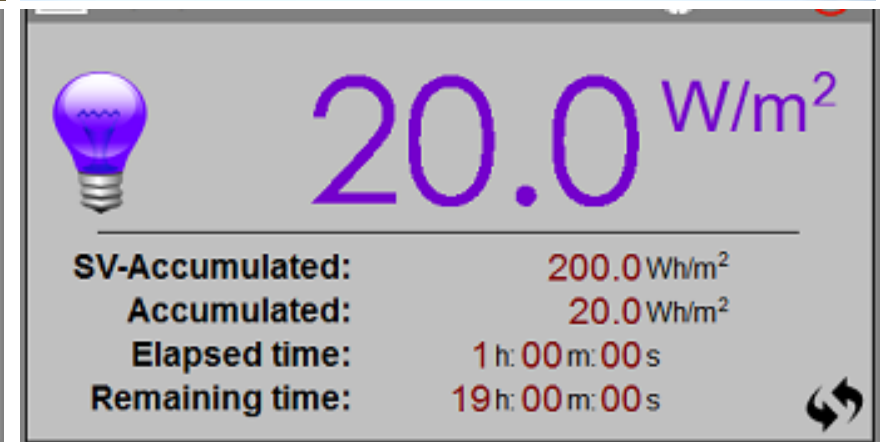 20.0 W/m²
SV-Accumulated: 200.0 Wh/m²
Accumulated: 20.0 Wh/m²
Elapsed time: 1 h: 00 m: 00 s
Remaining time: 19 h: 00 m: 00 s